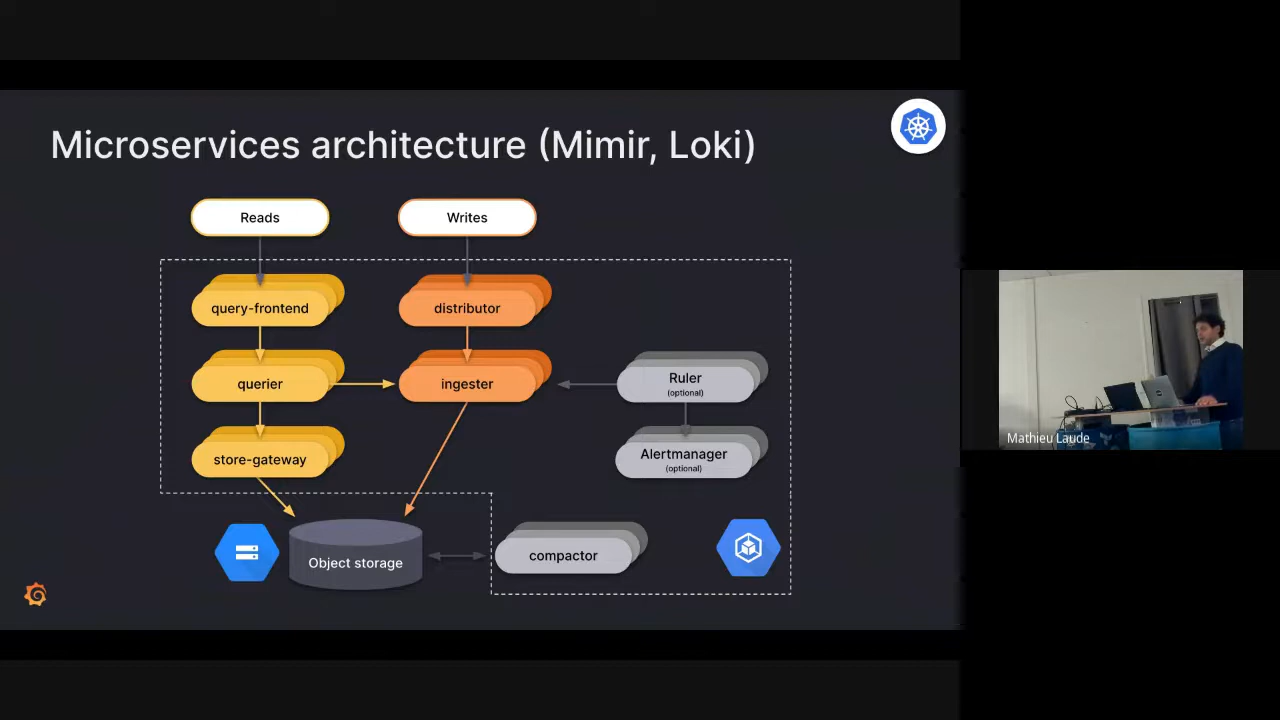 Microservices architecture (Mimir, Loki)
Reads
Writes
query-frontend
distributor
querier
ingester
Ruler
(optional)
store-gateway
Alertmanager
(optional)
Object storage
compactor
Mathieu Laude